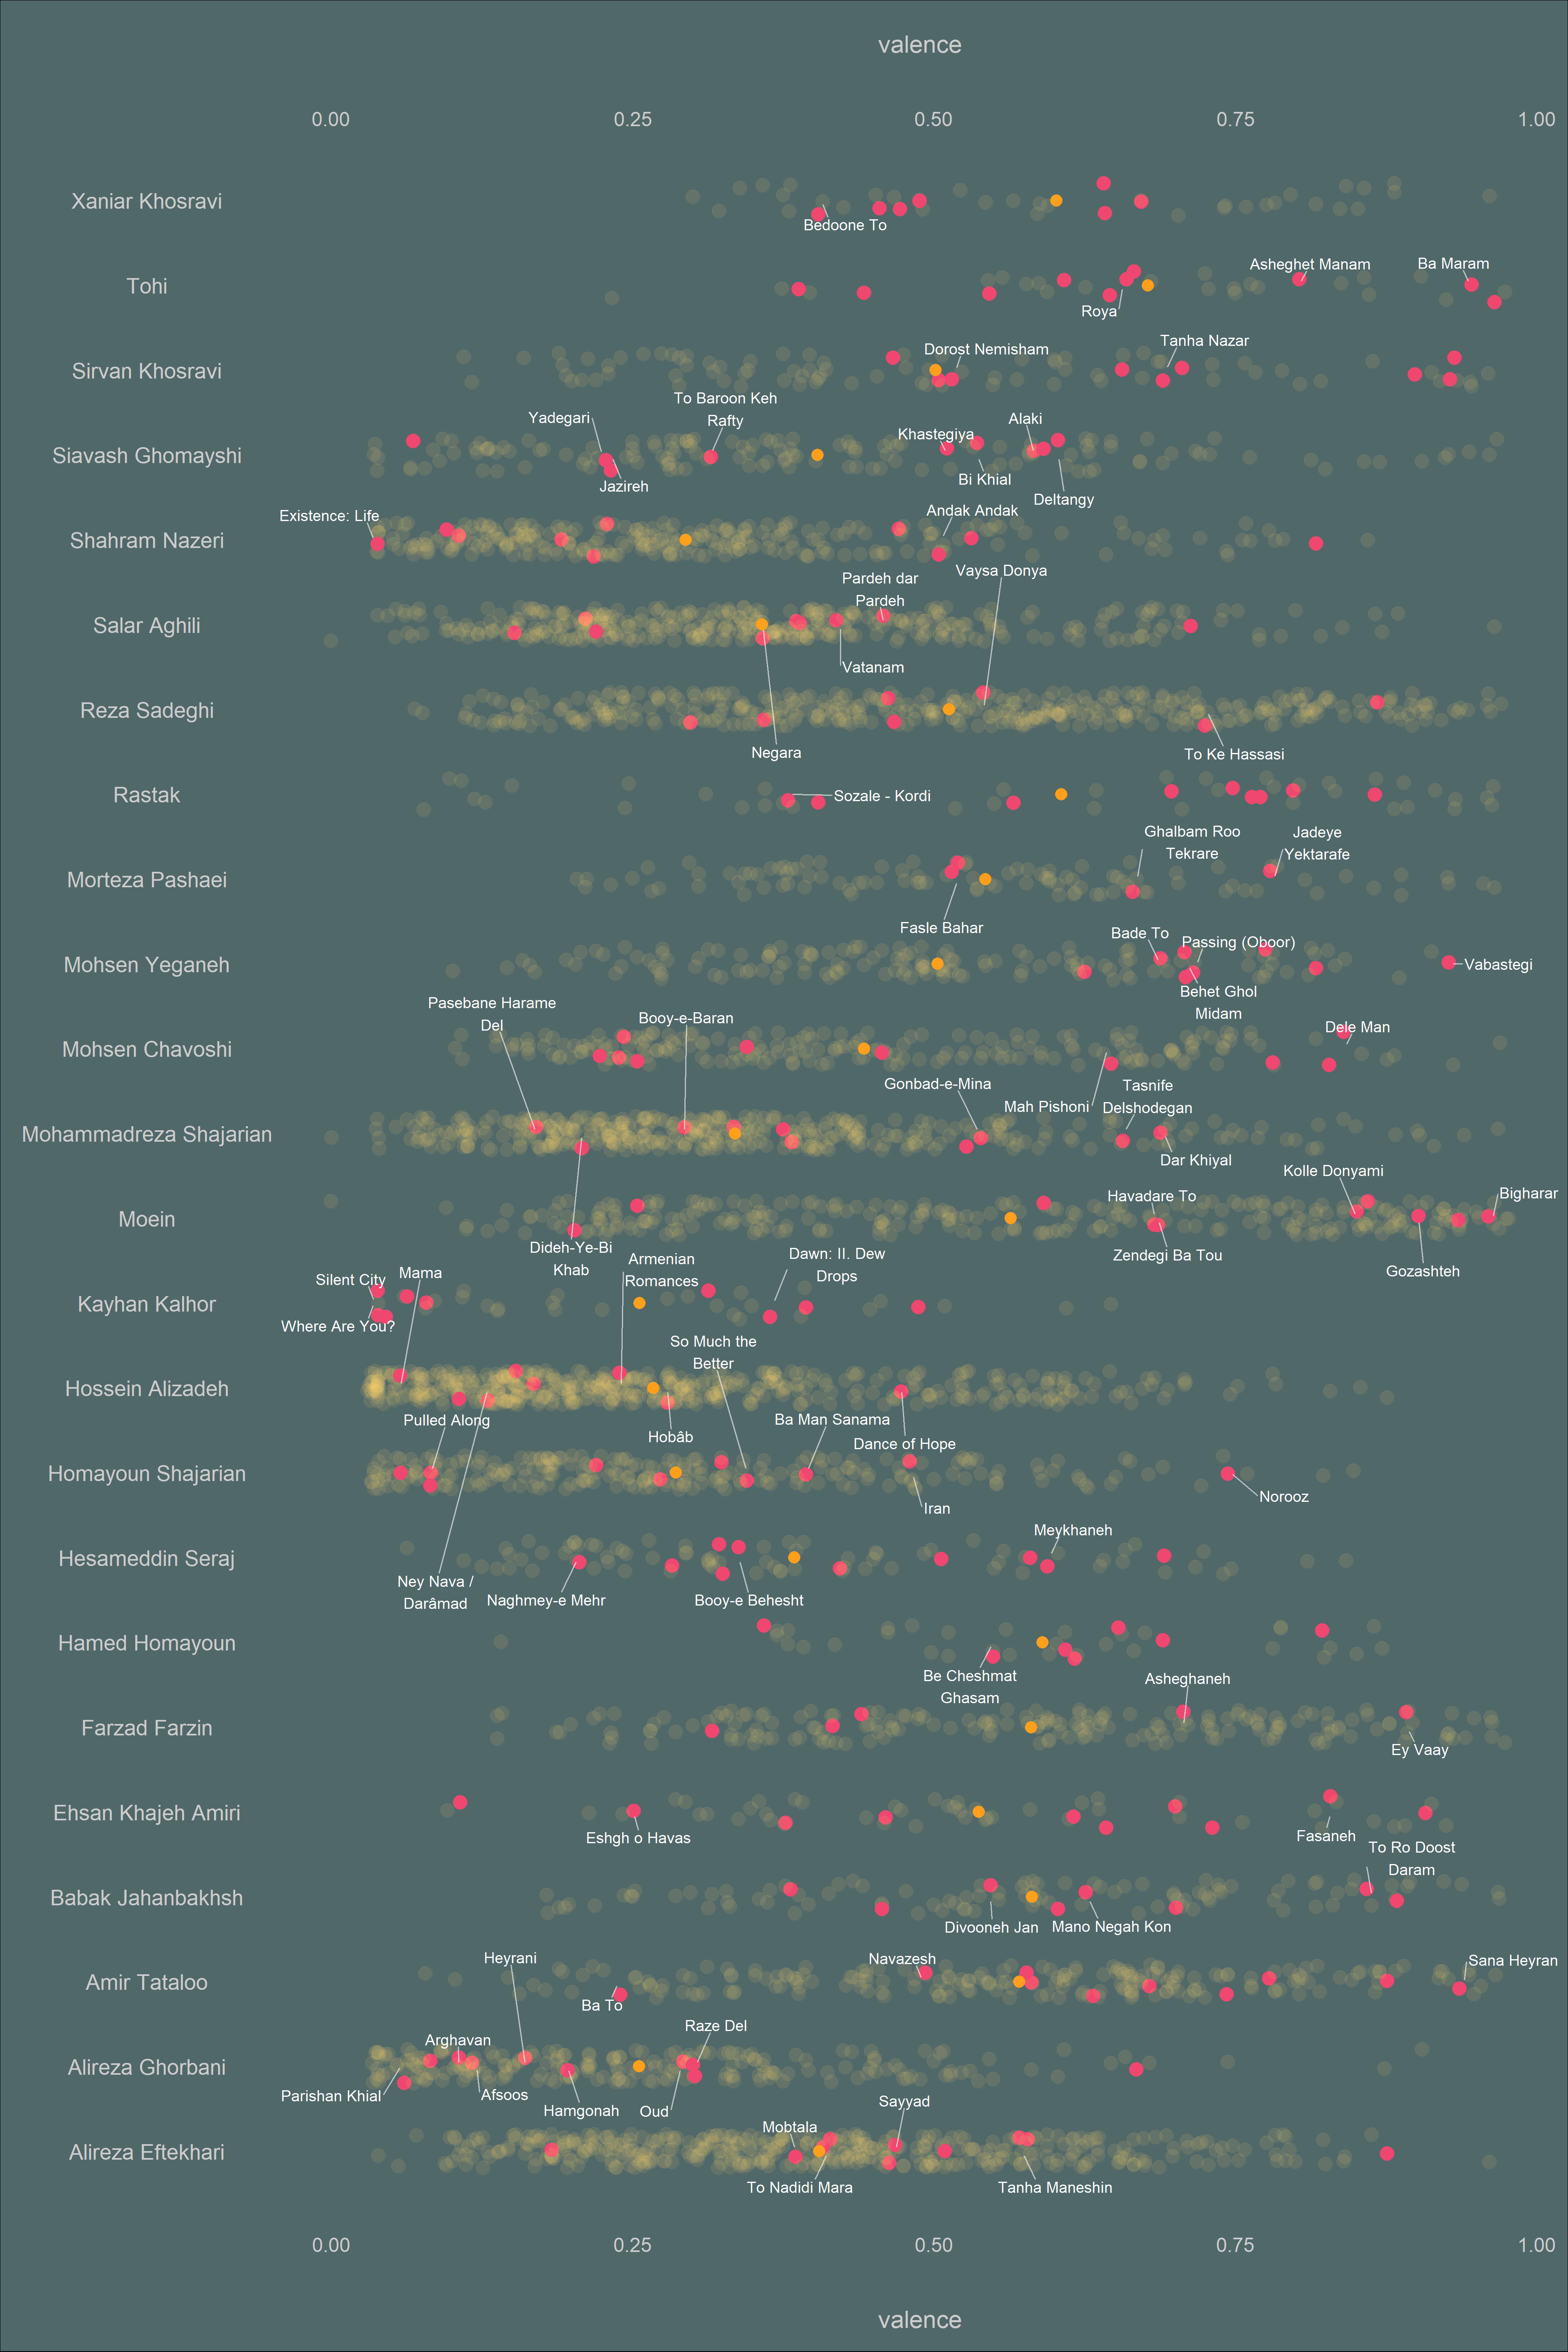 valence
0.00 0.25 0.50 0.75 1.00
Xaniar Khosravi
Bedoone To
Asheghet Manam
Ba Maram
Tohi
Roya
Tanha Nazar
Dorost Nemisham
Sirvan Khosravi
To Baroon Keh
Rafty
Yadegari
Alaki
Khastegiya
Siavash Ghomayshi
Bi Khial
Jazireh
Deltangy
Andak Andak
Existence: Life
Shahram Nazeri
Vaysa Donya
Pardeh dar
Pardeh
Salar Aghili
Vatanam
Reza Sadeghi
Negara
To Ke Hassasi
Rastak
Sozale - Kordi
Ghalbam Roo
Tekrare
Jadeye
Yektarafe
Morteza Pashaei
Fasle Bahar
Bade To
Passing (Oboor)
Mohsen Yeganeh
Vabastegi
Behet Ghol
Midam
Pasebane Harame
Del
Booy-e-Baran
Dele Man
Mohsen Chavoshi
Gonbad-e-Mina
Tasnife
Delshodegan
Mah Pishoni
Mohammadreza Shajarian
Dar Khiyal
Kolle Donyami
Bigharar
Havadare To
Moein
Dideh-Ye-Bi
Khab
Zendegi Ba Tou
Gozashteh
Dawn: II. Dew
Drops
Armenian
Romances
Mama
Silent City
Kayhan Kalhor
Where Are You?
So Much the
Better
Hossein Alizadeh
Pulled Along
Hobâb
Ba Man Sanama
Dance of Hope
Homayoun Shajarian
Norooz
Iran
Meykhaneh
Hesameddin Seraj
Ney Nava /
Darâmad
Naghmey-e Mehr
Booy-e Behesht
Hamed Homayoun
Be Cheshmat
Ghasam
Asheghaneh
Farzad Farzin
Ey Vaay
Ehsan Khajeh Amiri
Eshgh o Havas
Fasaneh
To Ro Doost
Daram
Babak Jahanbakhsh
Divooneh Jan
Mano Negah Kon
Heyrani
Navazesh
Sana Heyran
Amir Tataloo
Ba To
Raze Del
Arghavan
Alireza Ghorbani
Parishan Khial
Afsoos
Hamgonah
Oud
Sayyad
Mobtala
Alireza Eftekhari
To Nadidi Mara
Tanha Maneshin
0.00 0.25 0.50 0.75 1.00
valence